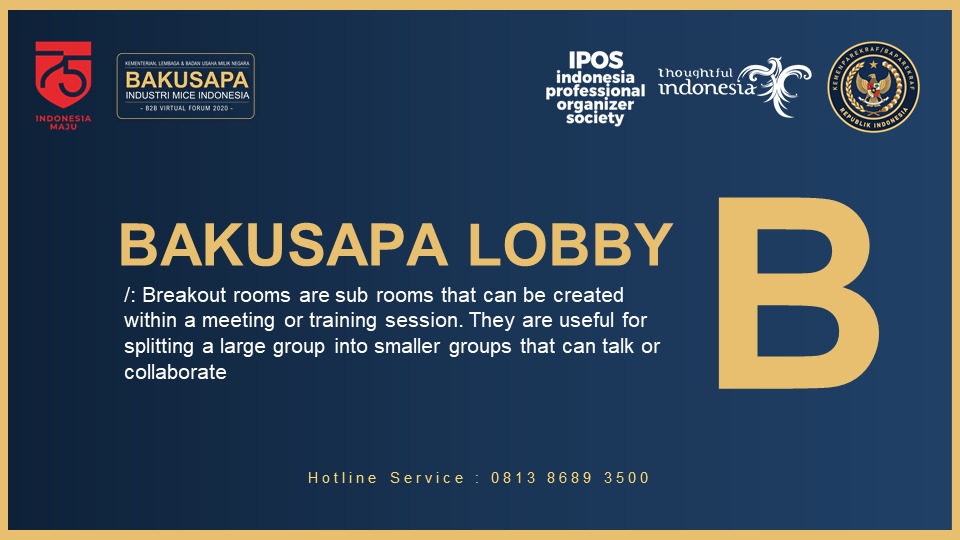 75
INDONESIA
MAJU
KEMENTERIAN, LEMBAGA & BADAN USAHA MILIK NEGARA
BAKUSAPA
INDUSTRI MICE INDONESIA
- B2B VIRTUAL FORUM 2020 -
IPOS
indonesia
professional
organizer
society
thoughtful
indonesia
KEMENPAREKRAF/BAPAREKRAF
REPUBLIK INDONESIA
BAKUSAPA LOBBY
B
/: Breakout rooms are sub rooms that can be created
within a meeting or training session. They are useful for
splitting a large group into smaller groups that can talk or
collaborate
Hotline Service : 0813 8689 3500